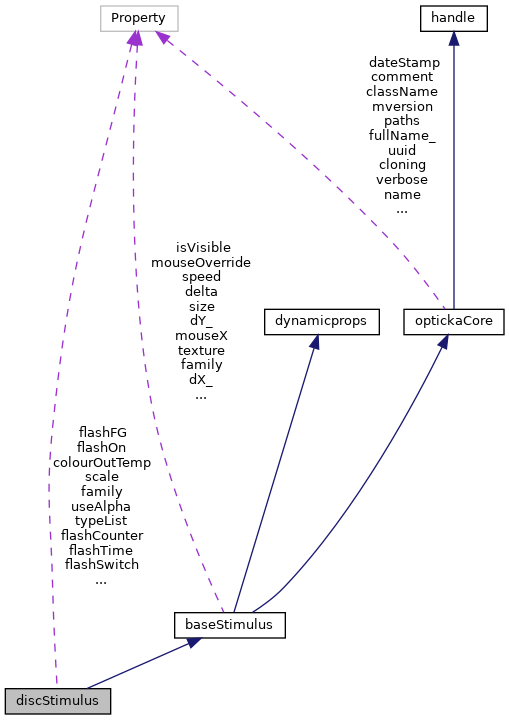 Property
handle
dateStamp
comment
className
mversion
paths
fullName_
uuid
cloning
verbose
name
...
isVisible
mouseOverride
speed
delta
size
dY_
mouseX
texture
family
dX_
...
dynamicprops
optickaCore
flashFG
flashOn
colourOutTemp
scale
family
useAlpha
typeList
flashCounter
flashTime
flashSwitch
...
baseStimulus
discStimulus